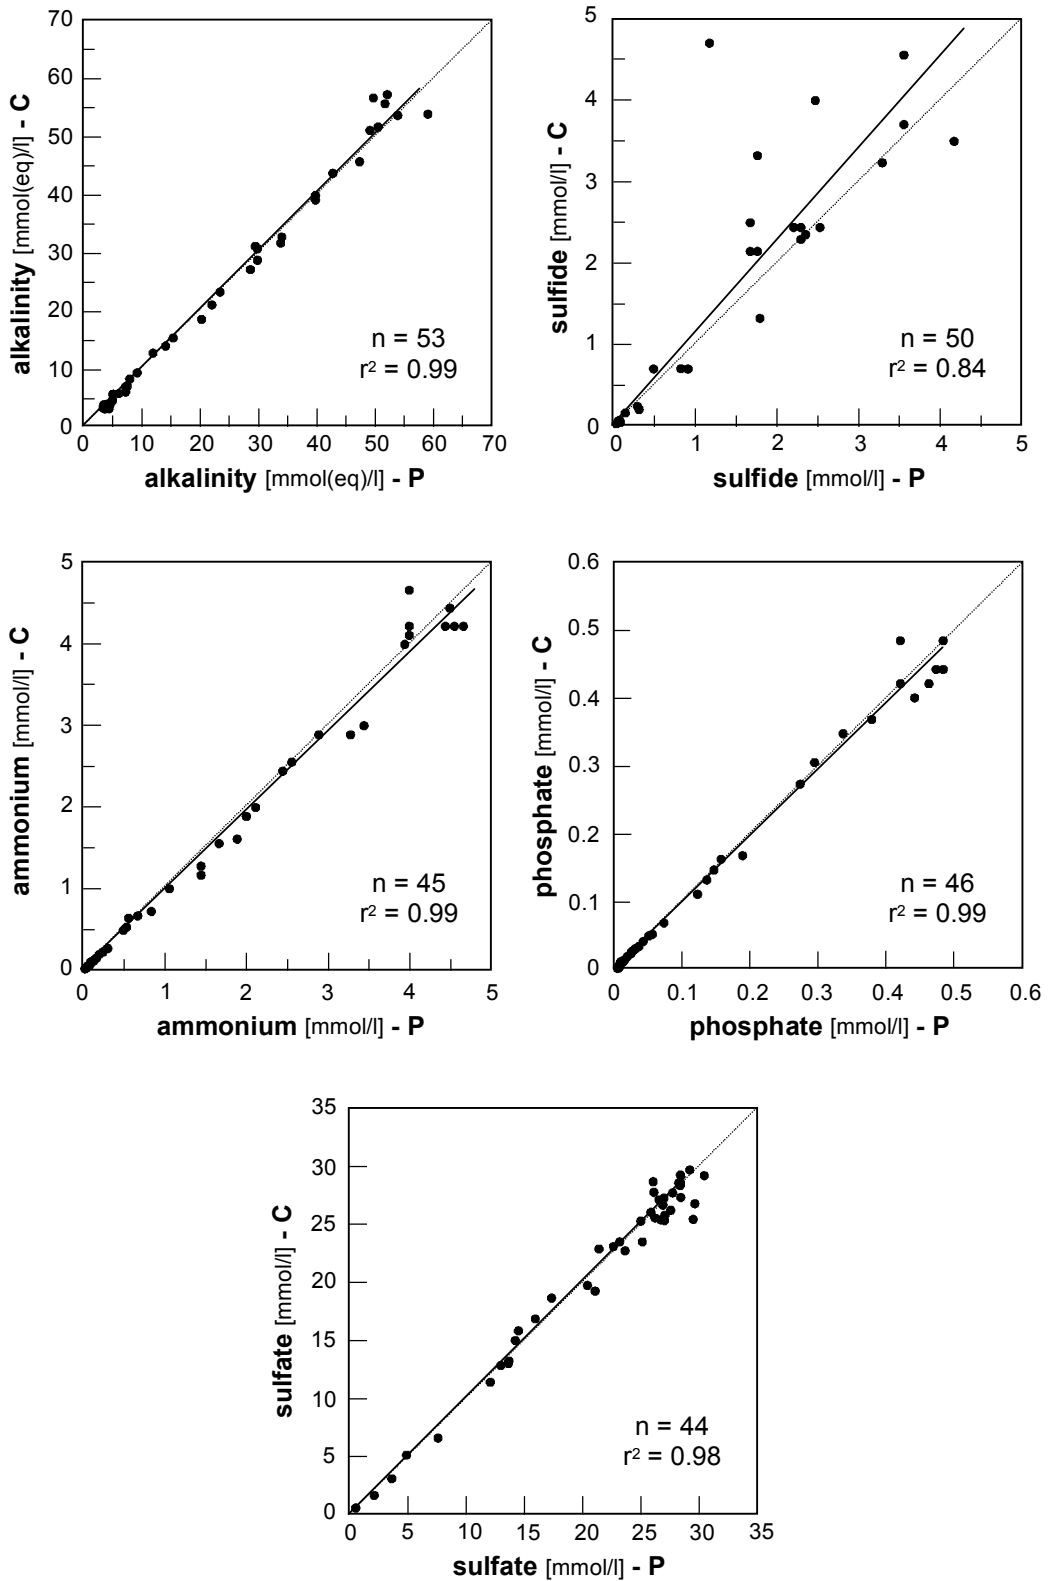 70
60
50
40
30
20
10
0
alkalinity [mmol(eq)/l] - C
n = 53
r² = 0.99
0 10 20 30 40 50 60 70
alkalinity [mmol(eq)/l] - P
5
4
3
2
1
0
sulfide [mmol/l] - C
n = 50
r² = 0.84
0 1 2 3 4 5
sulfide [mmol/l] - P
5
4
3
2
1
0
ammonium [mmol/l] - C
n = 45
r² = 0.99
0 1 2 3 4 5
ammonium [mmol/l] - P
0.6
0.5
0.4
0.3
0.2
0.1
0
phosphate [mmol/l] - C
n = 46
r² = 0.99
0 0.1 0.2 0.3 0.4 0.5 0.6
phosphate [mmol/l] - P
35
30
25
20
15
10
5
0
sulfate [mmol/l] - C
n = 44
r² = 0.98
0 5 10 15 20 25 30 35
sulfate [mmol/l] - P